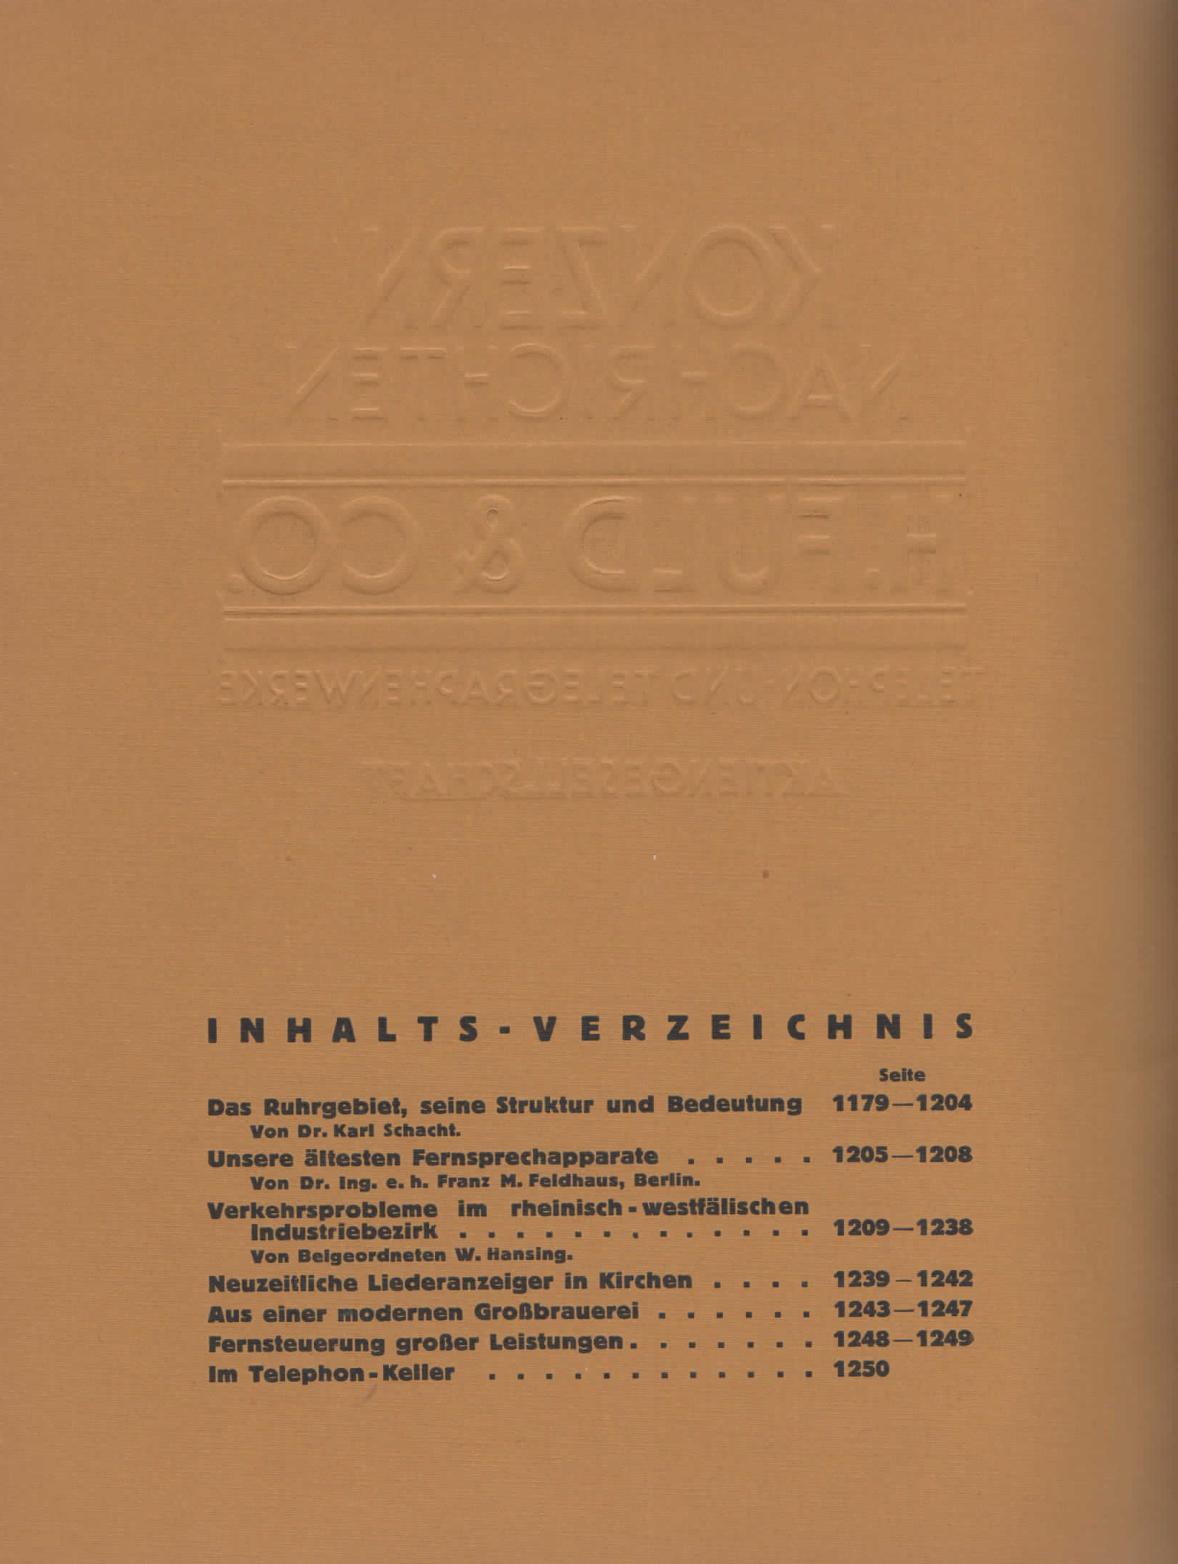 KONZERN
NACHRICHTEN
H. FULD & CO.
TELEPHON- UND TELEGRAPHENWERKE
AKTIENGESELLSCHAFT
INHALTS-VERZEICHNIS
Seite
Das Ruhrgebiet, seine Struktur und Bedeutung 1179—1204
Von Dr. Karl Schacht.
Unsere ältesten Fernsprechapparate . . . . . 1205—1208
Von Dr. Ing. e. h. Franz M. Feldhaus, Berlin.
Verkehrsprobleme im rheinisch-westfälischen
Industriebezirk . . . . . . . . . . . . . 1209—1238
Von Beigeordneten W. Hansing.
Neuzeitliche Liederanzeiger in Kirchen . . . . 1239—1242
Aus einer modernen Großbrauerei . . . . . . 1243—1247
Fernsteuerung großer Leistungen . . . . . . . 1248—1249
Im Telephon-Keller . . . . . . . . . . . . 1250